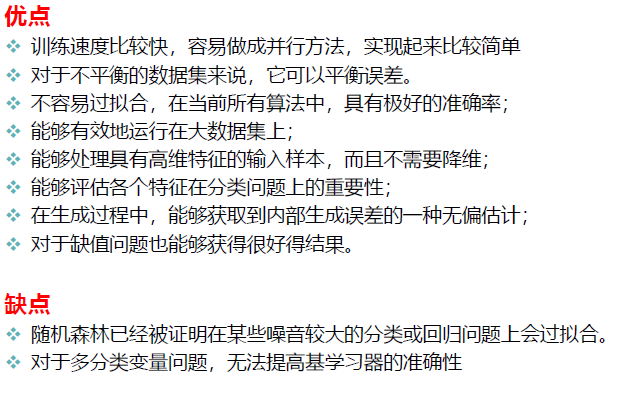 优点
训练速度比较快，容易做成并行方法，实现起来比较简单
对于不平衡的数据集来说，它可以平衡误差。
不容易过拟合，在当前所有算法中，具有极好的准确率；
能够有效地运行在大数据集上；
能够处理具有高维特征的输入样本，而且不需要降维；
能够评估各个特征在分类问题上的重要性；
在生成过程中，能够获取到内部生成误差的一种无偏估计；
对于缺值问题也能够获得很好得结果。
缺点
随机森林已经被证明在某些噪音较大的分类或回归问题上会过拟合。
对于多分类变量问题，无法提高基学习器的准确性